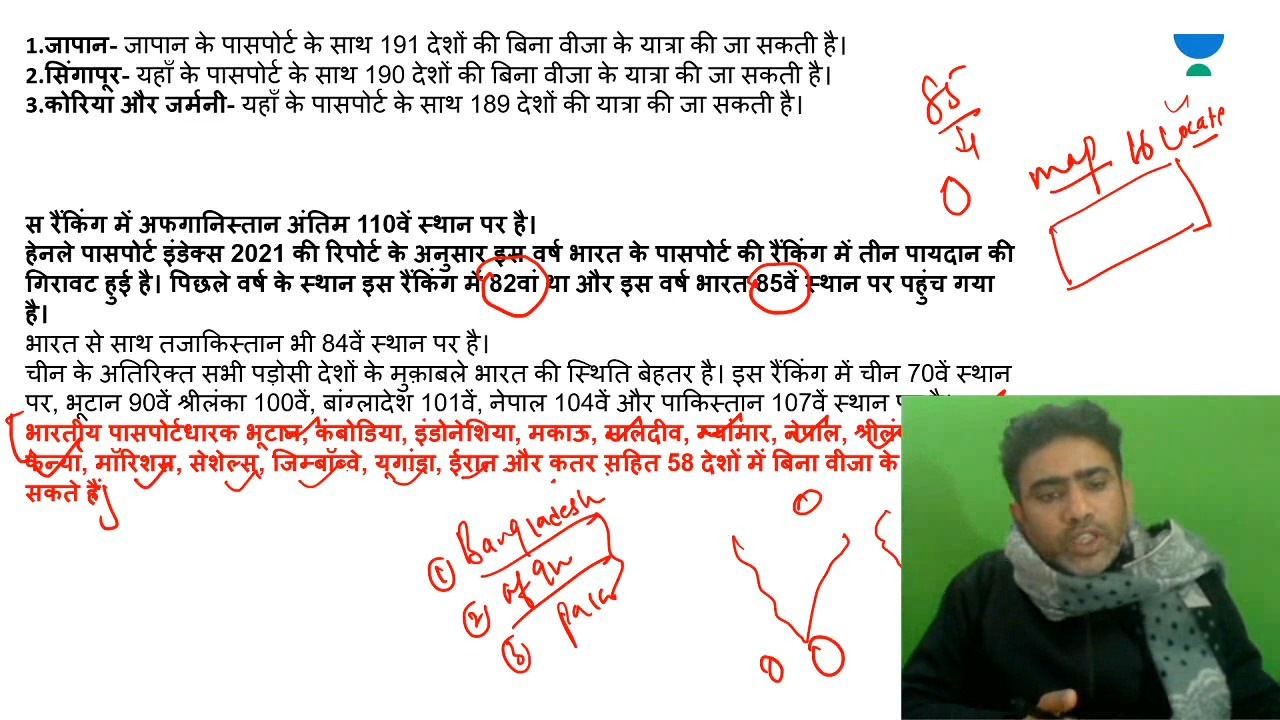 1.जापान- जापान के पासपोर्ट के साथ 191 देशों की बिना वीजा के यात्रा की जा सकती है।
2.सिंगापूर- यहाँ के पासपोर्ट के साथ 190 देशों की बिना वीजा के यात्रा की जा सकती है।
3.कोरिया और जर्मनी- यहाँ के पासपोर्ट के साथ 189 देशों की यात्रा की जा सकती है।
85
map
locate
स रैंकिंग में अफगानिस्तान अंतिम 110वें स्थान पर है।
हेनले पासपोर्ट इंडेक्स 2021 की रिपोर्ट के अनुसार इस वर्ष भारत के पासपोर्ट की रैंकिंग में तीन पायदान की
गिरावट हुई है। पिछले वर्ष के स्थान इस रैंकिंग में 82वां था और इस वर्ष भारत 85वें स्थान पर पहुंच गया
है।
भारत से साथ तजाकिस्तान भी 84वें स्थान पर है।
चीन के अतिरिक्त सभी पड़ोसी देशों के मुक़ाबले भारत की स्थिति बेहतर है। इस रैंकिंग में चीन 70वें स्थान
पर, भूटान 90वें श्रीलंका 100वें, बांग्लादेश 101वें, नेपाल 104वें और पाकिस्तान 107वें स्थान
भारतीय पासपोर्टधारक भूटान, कंबोडिया, इंडोनेशिया, मकाऊ, मालदीव, म्यांमार, नेपाल,
केन्या, मॉरिशस, सेशेल्स, जिम्बॉब्वे, यूगांडा, ईरान और कतर सहित 58 देशों में बिना वीजा के
सकते हैं
① Bangladesh
②
③